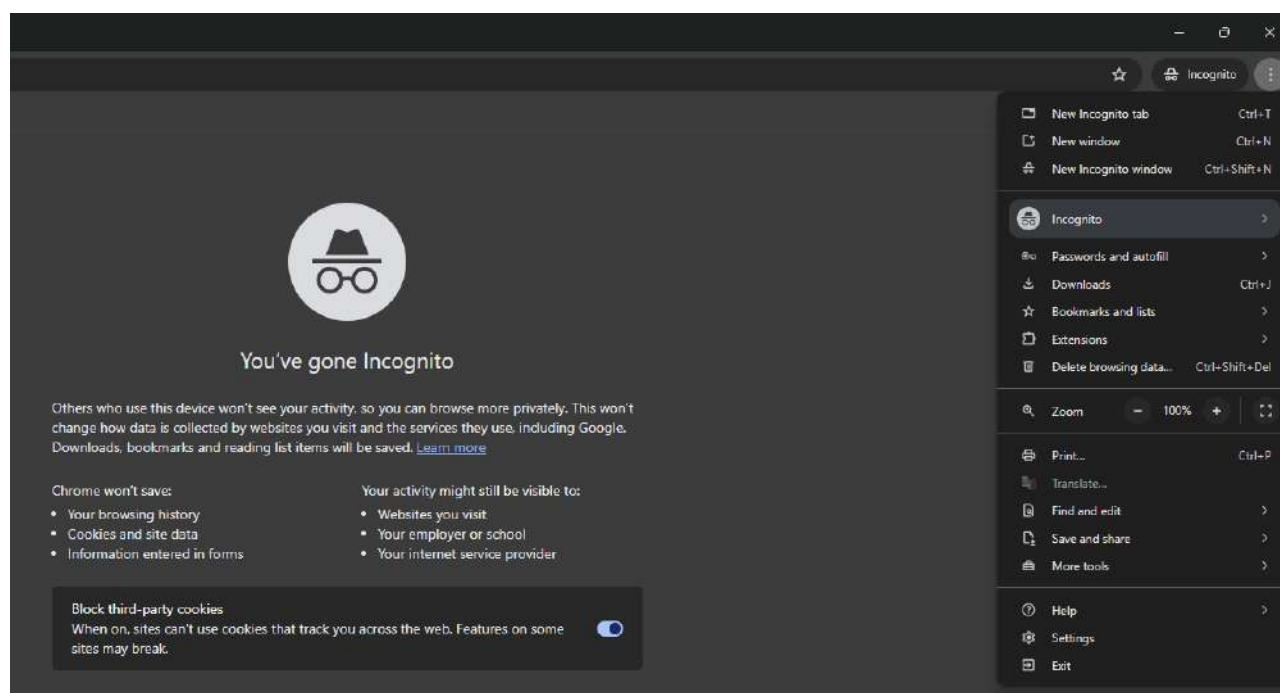 Incognito
New Incognito tab Ctrl+T
New window Ctrl+N
New Incognito window Ctrl+Shift+N
Incognito
Passwords and autofill
Downloads Ctrl+J
Bookmarks and lists
Extensions
Delete browsing data... Ctrl+Shift+Del
Zoom - 100% +
Print... Ctrl+P
Translate...
Find and edit
Save and share
More tools
Help
Settings
Exit
You've gone Incognito
Others who use this device won't see your activity, so you can browse more privately. This won't
change how data is collected by websites you visit and the services they use, including Google.
Downloads, bookmarks and reading list items will be saved. Learn more
Chrome won't save:
• Your browsing history
• Cookies and site data
• Information entered in forms
Your activity might still be visible to:
• Websites you visit
• Your employer or school
• Your internet service provider
Block third-party cookies
When on, sites can't use cookies that track you across the web. Features on some
sites may break.